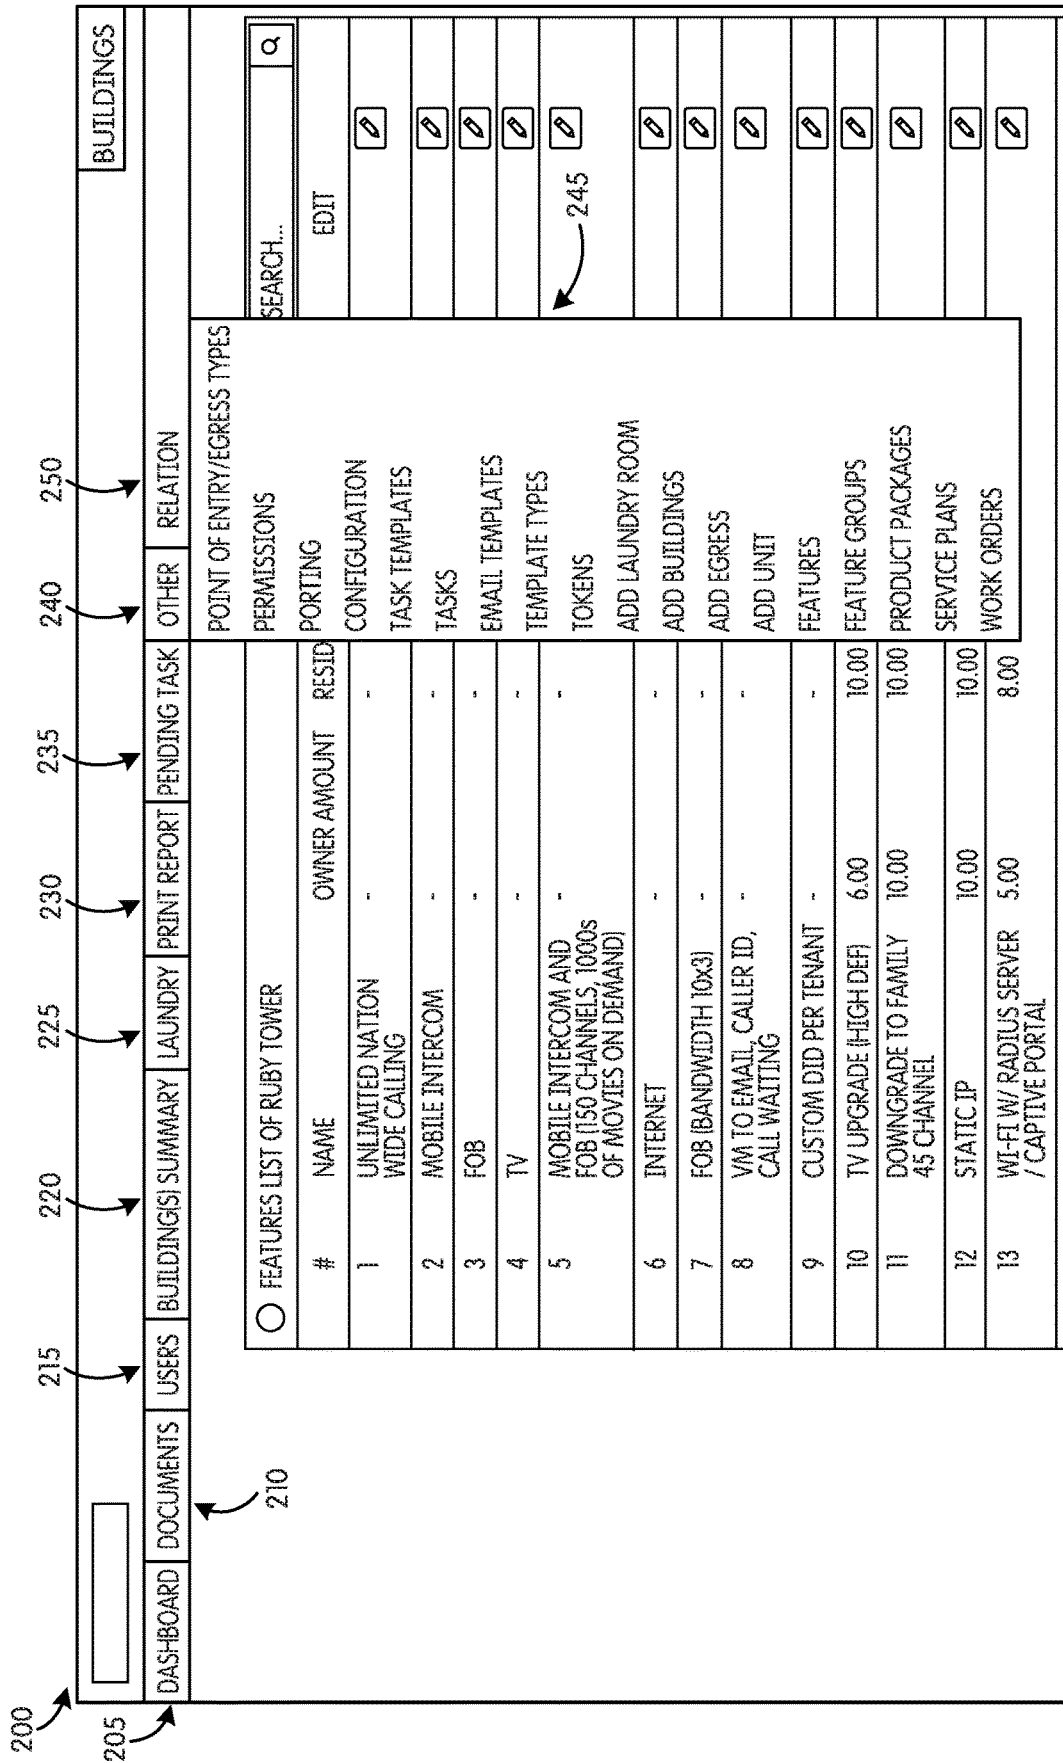 200
BUILDINGS
205
210
215
220
225
230
235
240
250
DASHBOARD DOCUMENTS USERS BUILDING(S) SUMMARY LAUNDRY PRINT REPORT PENDING TASK OTHER RELATION
POINT OF ENTRY/EGRESS TYPES
PERMISSIONS
PORTING
CONFIGURATION
TASK TEMPLATES
TASKS
EMAIL TEMPLATES
TEMPLATE TYPES
TOKENS
ADD LAUNDRY ROOM
ADD BUILDINGS
ADD EGRESS
ADD UNIT
FEATURES
FEATURE GROUPS
PRODUCT PACKAGES
SERVICE PLANS
WORK ORDERS
245
FEATURES LIST OF RUBY TOWER
SEARCH...
# NAME OWNER AMOUNT RESID EDIT
1 UNLIMITED NATION - -
WIDE CALLING
2 MOBILE INTERCOM - -
3 FOB - -
4 TV - -
5 MOBILE INTERCOM AND - -
FOB (150 CHANNELS, 1000s
OF MOVIES ON DEMAND)
6 INTERNET - -
7 FOB (BANDWIDTH 10x3) - -
8 VM TO EMAIL, CALLER ID, - -
CALL WAITING
9 CUSTOM DID PER TENANT - -
10 TV UPGRADE (HIGH DEF) 6.00 10.00
11 DOWNGRADE TO FAMILY 10.00 10.00
45 CHANNEL
12 STATIC IP 10.00 10.00
13 WI-FI W/ RADIUS SERVER 5.00 8.00
/ CAPTIVE PORTAL